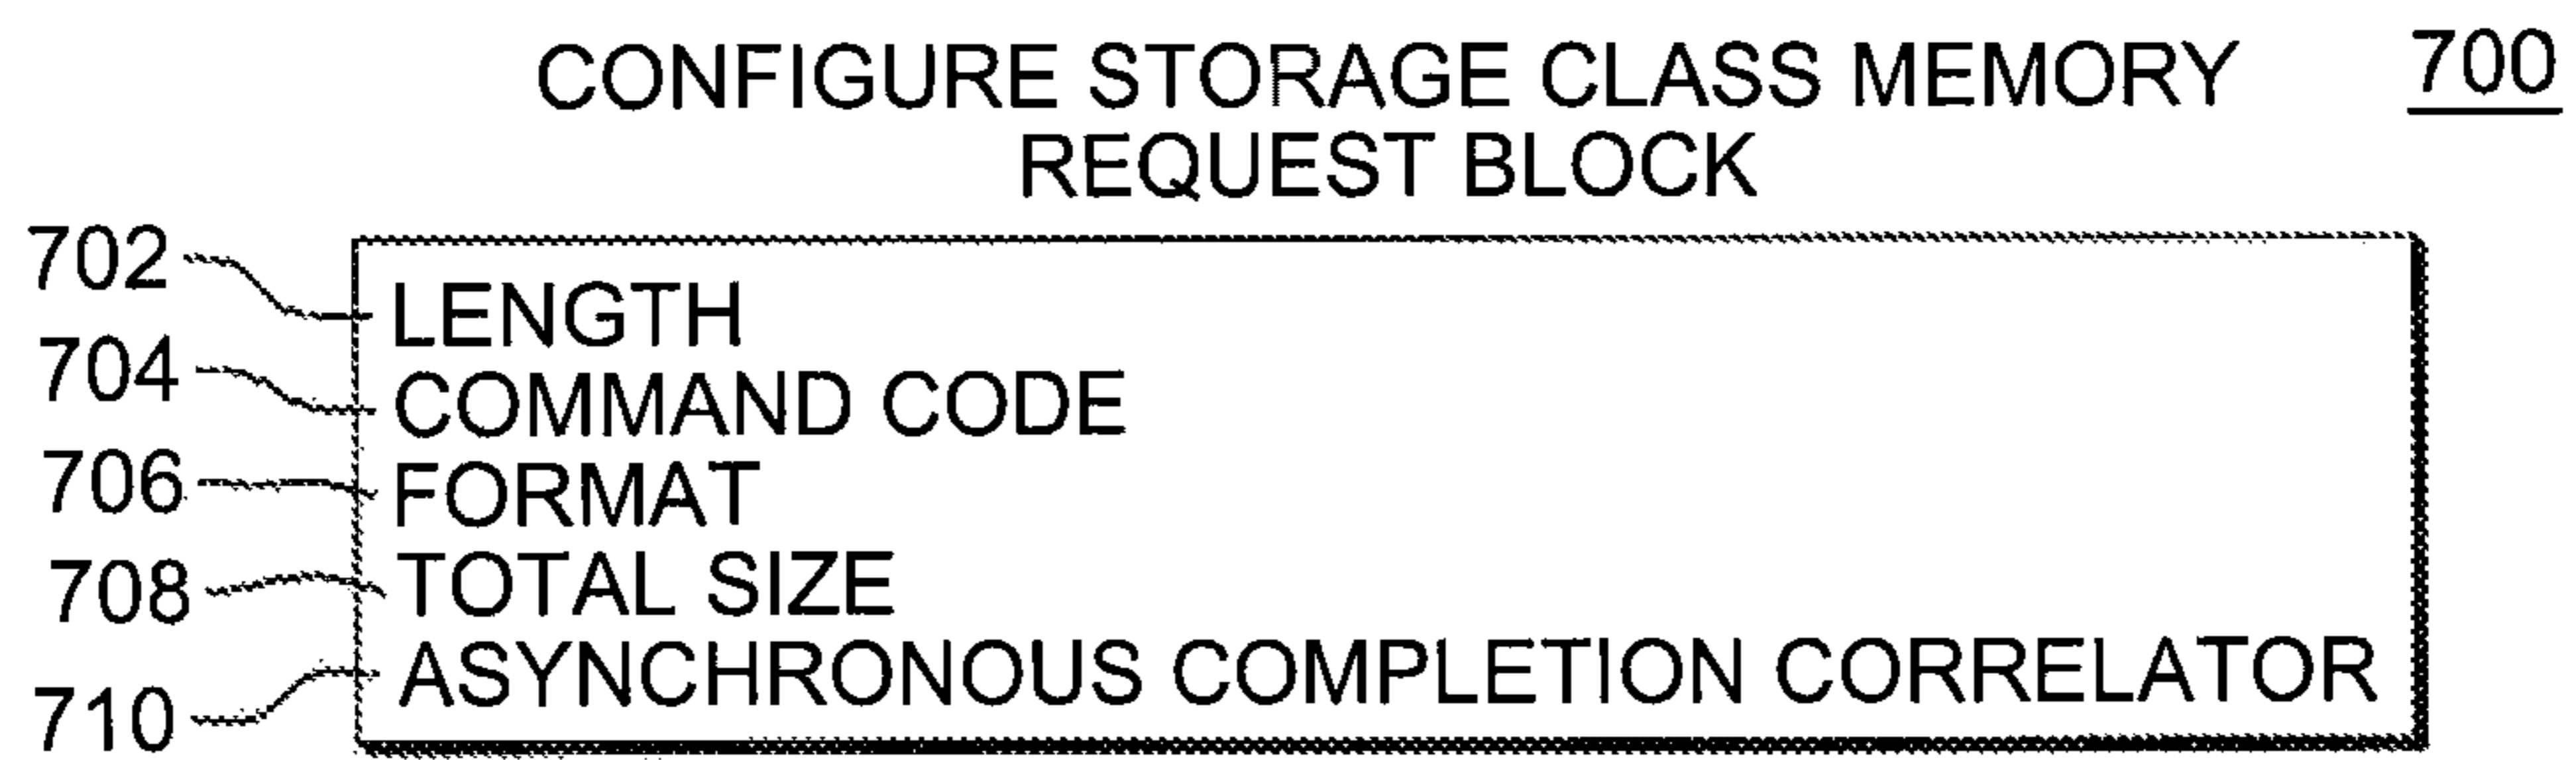 CONFIGURE STORAGE CLASS MEMORY 700
REQUEST BLOCK
702 LENGTH
704 COMMAND CODE
706 FORMAT
708 TOTAL SIZE
710 ASYNCHRONOUS COMPLETION CORRELATOR